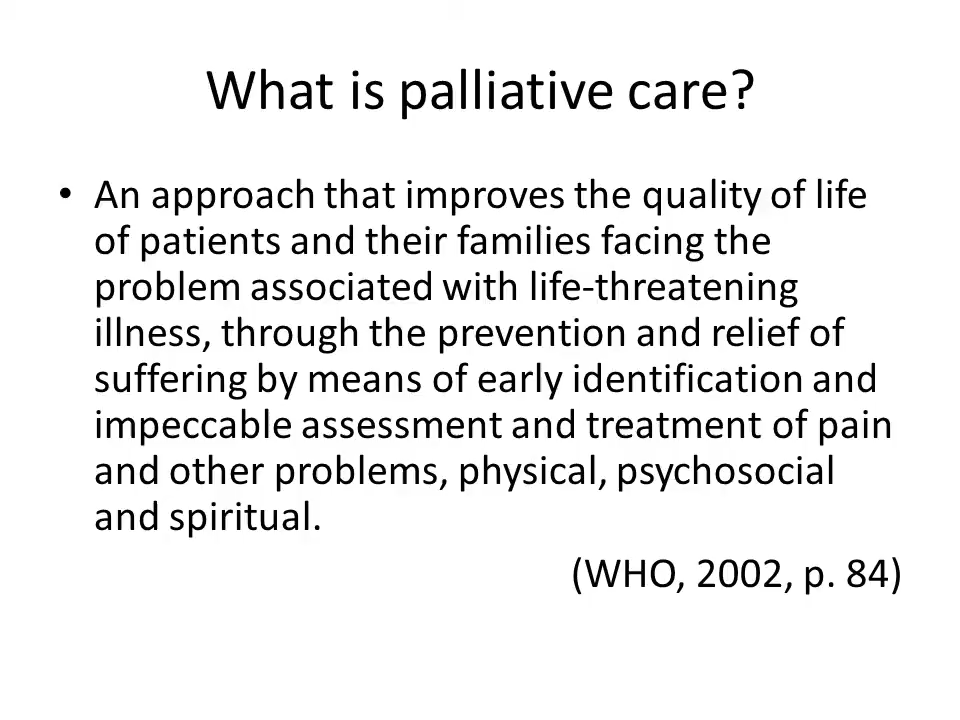 What is palliative care?
• An approach that improves the quality of life
of patients and their families facing the
problem associated with life-threatening
illness, through the prevention and relief of
suffering by means of early identification and
impeccable assessment and treatment of pain
and other problems, physical, psychosocial
and spiritual.
(WHO, 2002, p. 84)